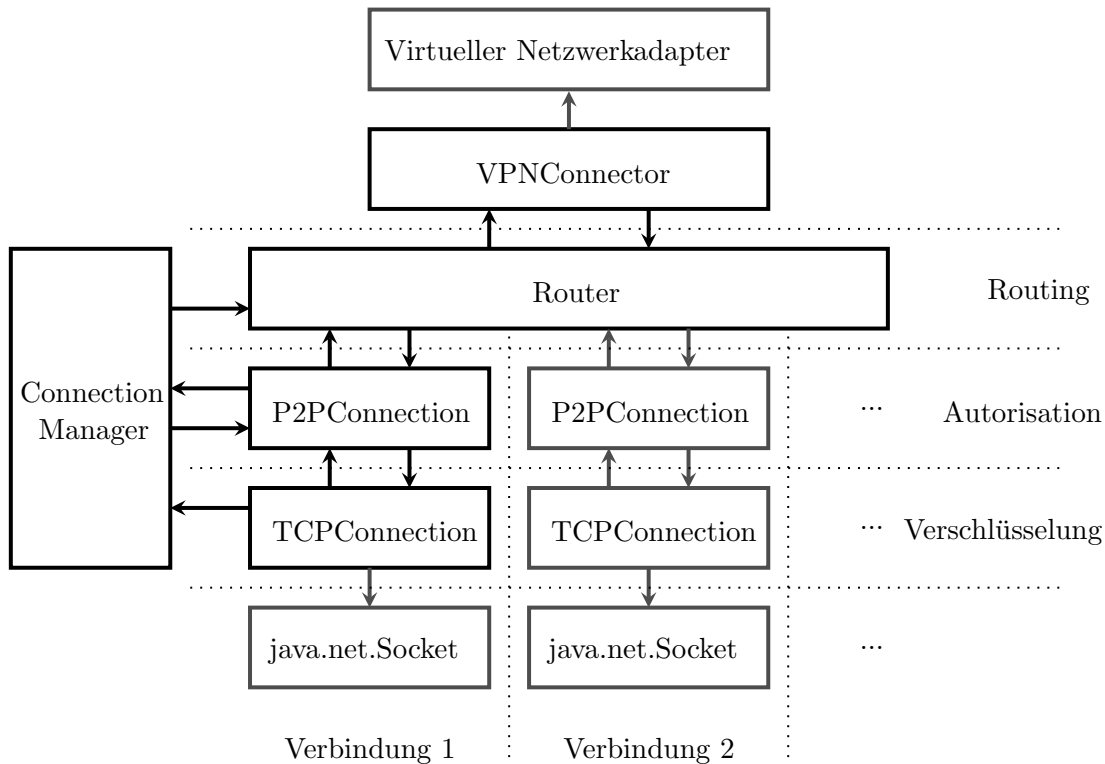 Virtueller Netzwerkadapter
VPNConnector
Router
Routing
Connection
Manager
P2PConnection
P2PConnection
...
Autorisation
TCPConnection
TCPConnection
...
Verschlüsselung
java.net.Socket
java.net.Socket
...
Verbindung 1
Verbindung 2